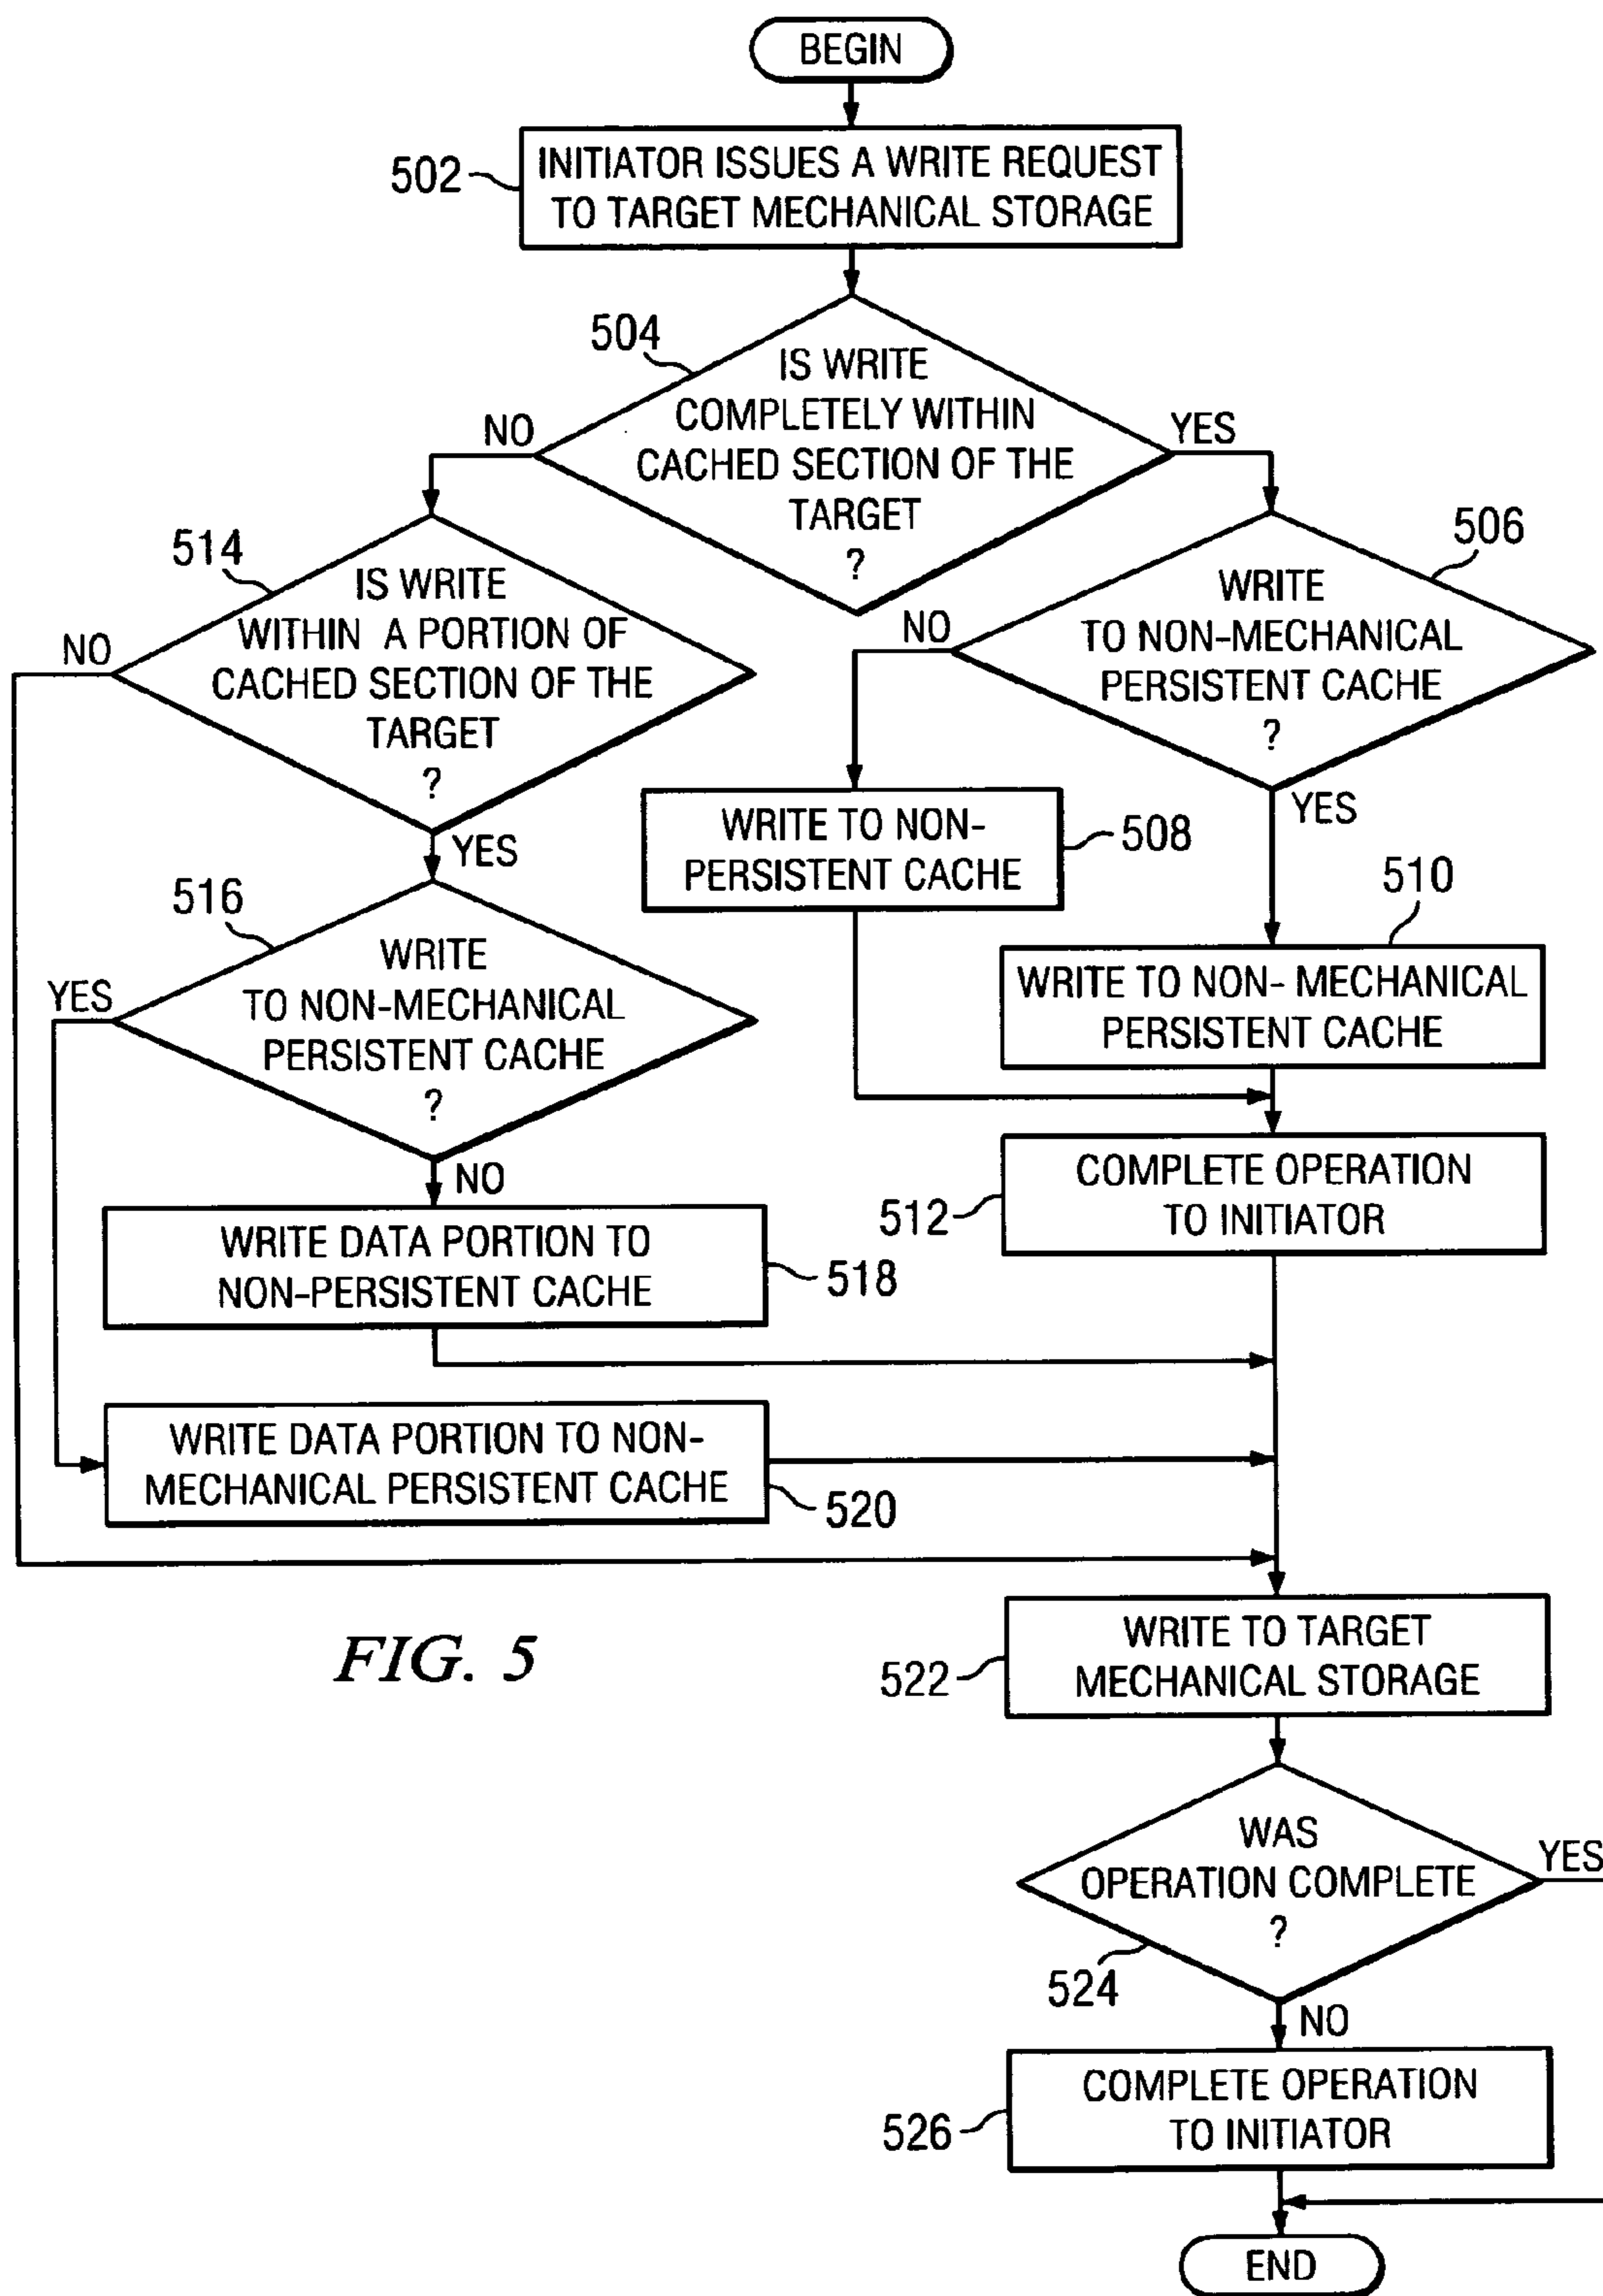 BEGIN
502
INITIATOR ISSUES A WRITE REQUEST
TO TARGET MECHANICAL STORAGE
504
IS WRITE
COMPLETELY WITHIN
CACHED SECTION OF THE
TARGET
?
NO
YES
514
IS WRITE
WITHIN A PORTION OF
CACHED SECTION OF THE
TARGET
?
NO
YES
506
WRITE
TO NON-MECHANICAL
PERSISTENT CACHE
?
NO
YES
WRITE TO NON-
PERSISTENT CACHE
508
510
WRITE TO NON- MECHANICAL
PERSISTENT CACHE
516
WRITE
TO NON-MECHANICAL
PERSISTENT CACHE
?
YES
NO
512
COMPLETE OPERATION
TO INITIATOR
WRITE DATA PORTION TO
NON-PERSISTENT CACHE
518
WRITE DATA PORTION TO NON-
MECHANICAL PERSISTENT CACHE
520
FIG. 5
522
WRITE TO TARGET
MECHANICAL STORAGE
WAS
OPERATION COMPLETE
?
YES
524
NO
526
COMPLETE OPERATION
TO INITIATOR
END